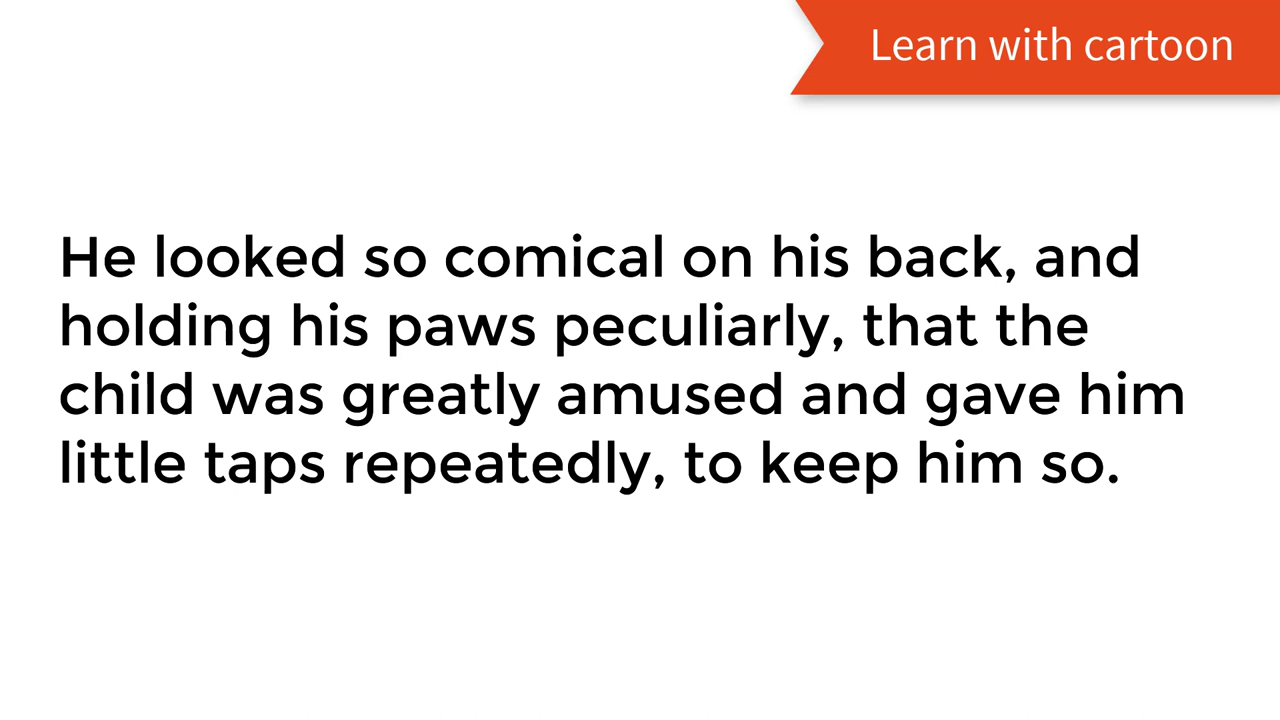 Learn with cartoon
He looked so comical on his back, and
holding his paws peculiarly, that the
child was greatly amused and gave him
little taps repeatedly, to keep him so.